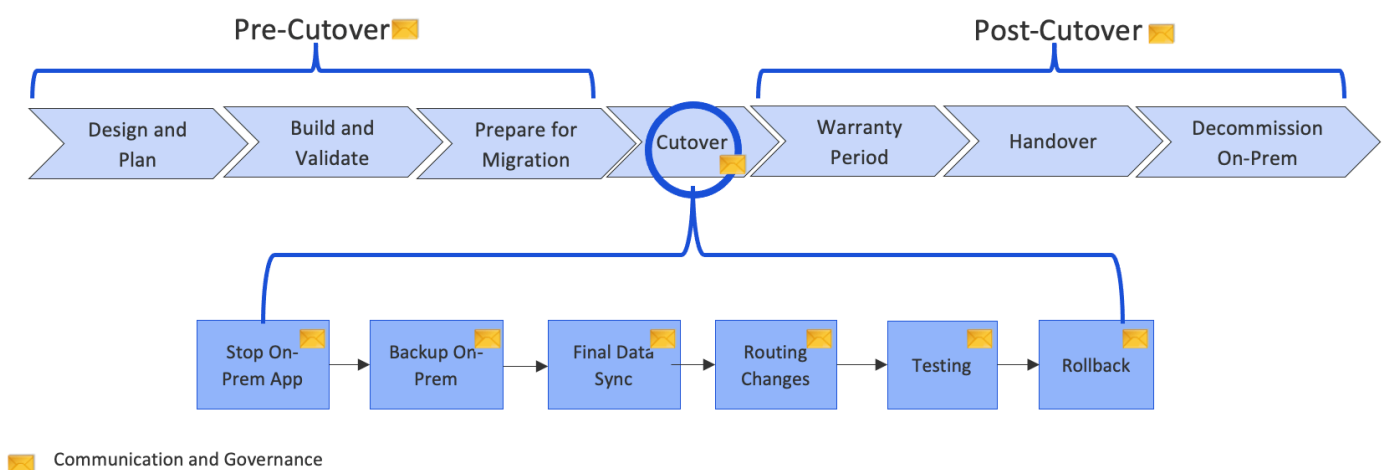 Pre-Cutover
Post-Cutover
Design and
Plan
Build and
Validate
Prepare for
Migration
Cutover
Warranty
Period
Handover
Decommission
On-Prem
Stop On-
Prem App
Backup On-
Prem
Final Data
Sync
Routing
Changes
Testing
Rollback
Communication and Governance